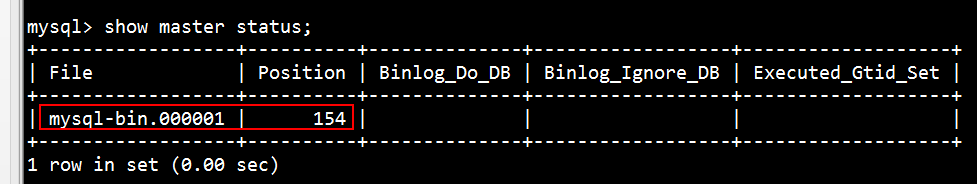 mysql> show master status;
+------------------+----------+--------------+------------------+-------------------+
| File             | Position | Binlog_Do_DB | Binlog_Ignore_DB | Executed_Gtid_Set |
+------------------+----------+--------------+------------------+-------------------+
| mysql-bin.000001 |      154 |              |                  |                   |
+------------------+----------+--------------+------------------+-------------------+
1 row in set (0.00 sec)